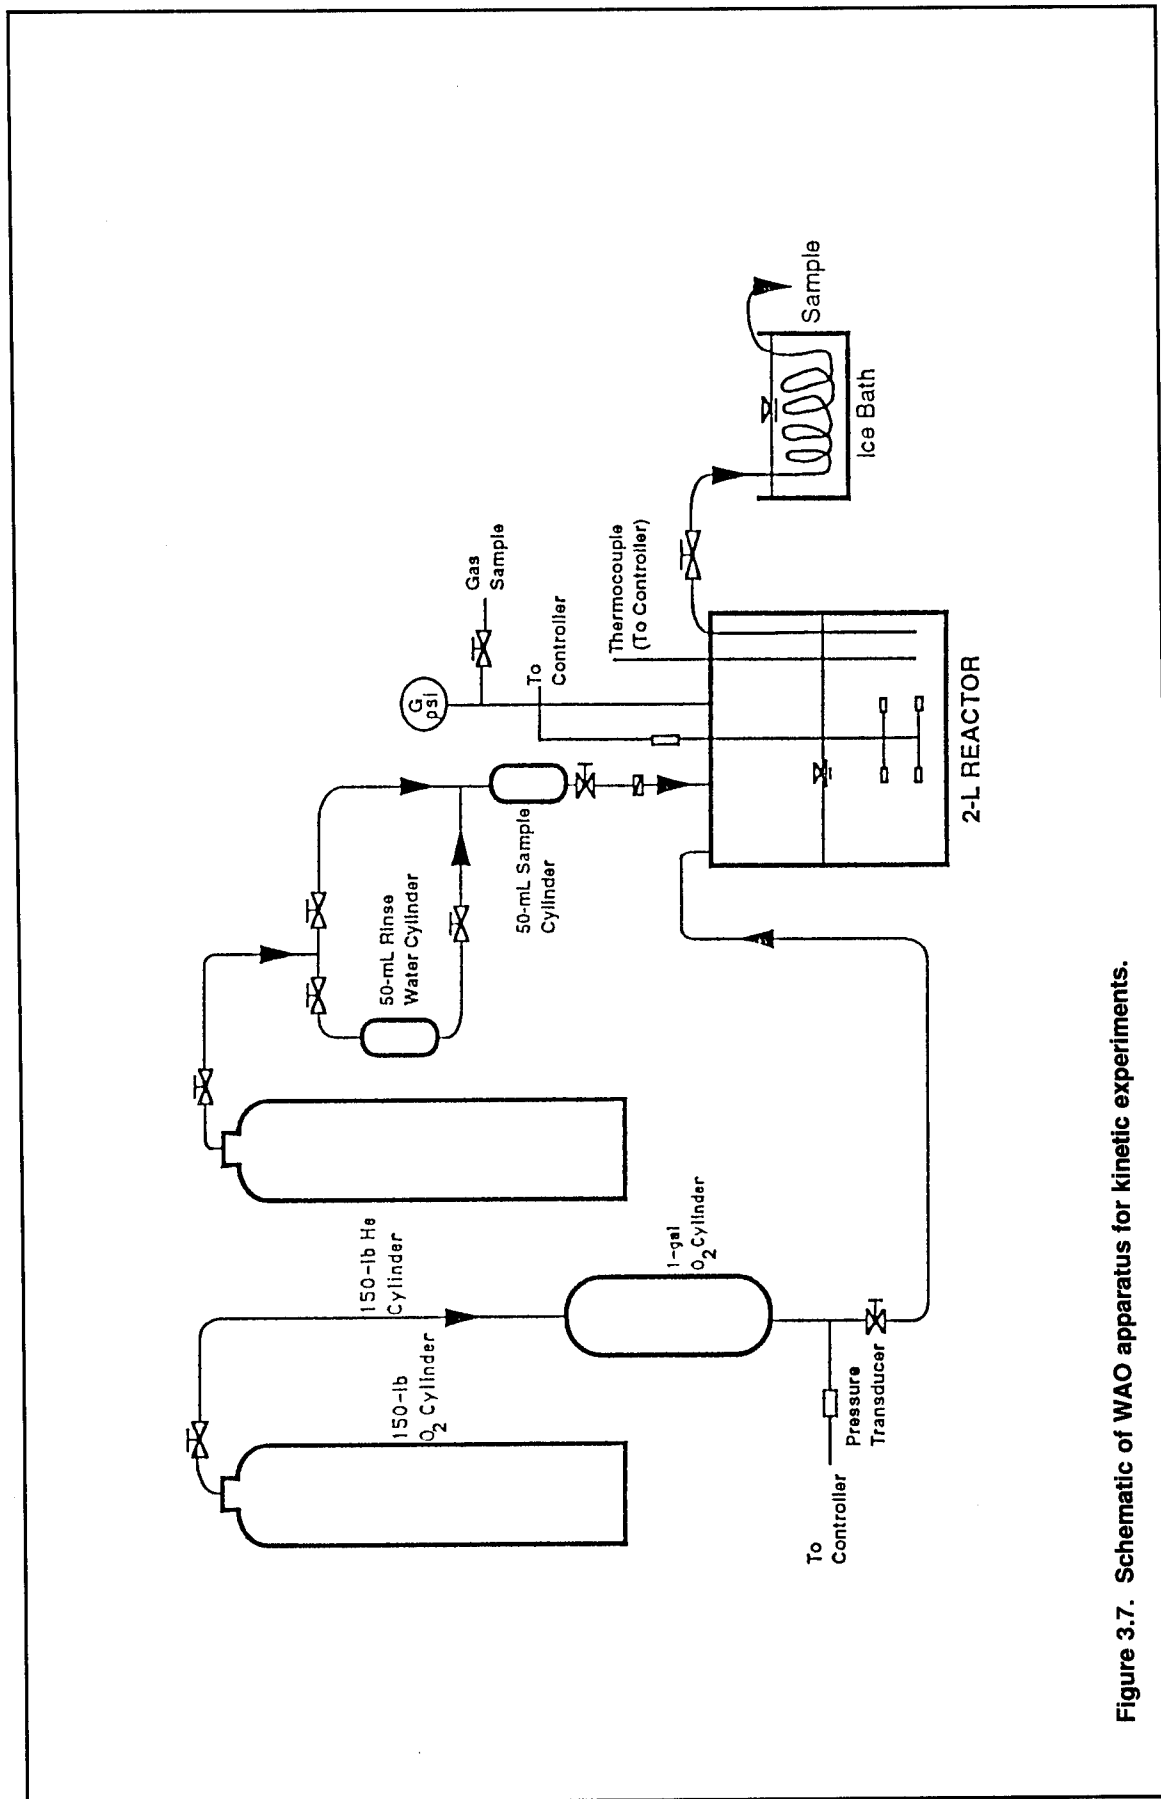 150-lb
O2 Cylinder
150-lb He
Cylinder
50-mL Rinse
Water Cylinder
50-mL Sample
Cylinder
G
psi
Gas
Sample
To
Controller
Thermocouple
(To Controller)
Sample
Ice Bath
2-L REACTOR
1-gal
O2 Cylinder
Pressure
Transducer
To
Controller
Figure 3.7. Schematic of WAO apparatus for kinetic experiments.